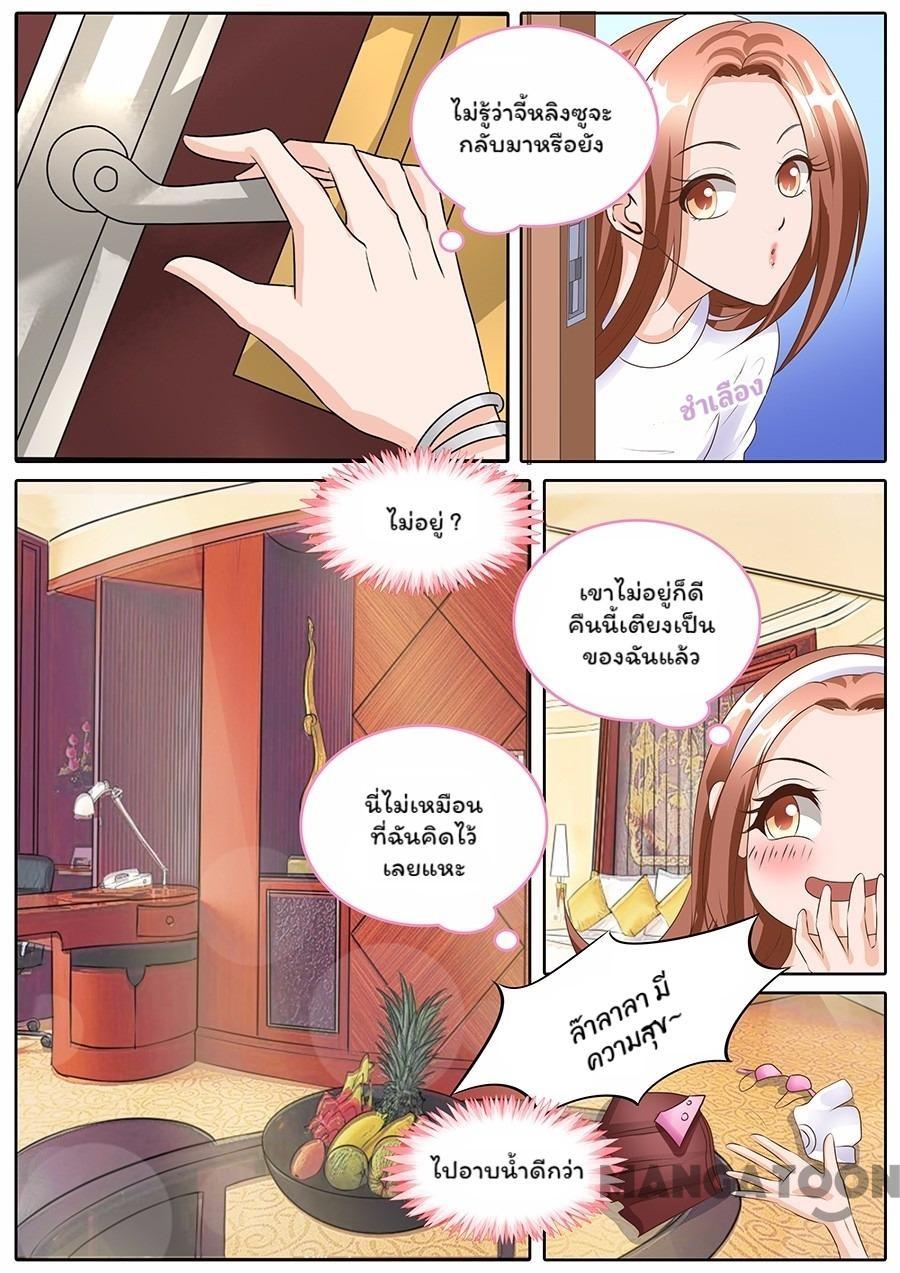 ไม่รู้ว่าจี้หลิงซูจะ
กลับมาหรือยัง
ชำเลือง
ไม่อยู่ ?
เขาไม่อยู่ก็ดี
คืนนี้เตียงเป็น
ของฉันแล้ว
นี่ไม่เหมือน
ที่ฉันคิดไว้
เลยแหะ
ล๊าลาลา มี
ความสุข~
ไปอาบน้ำดีกว่า
MANGATOON